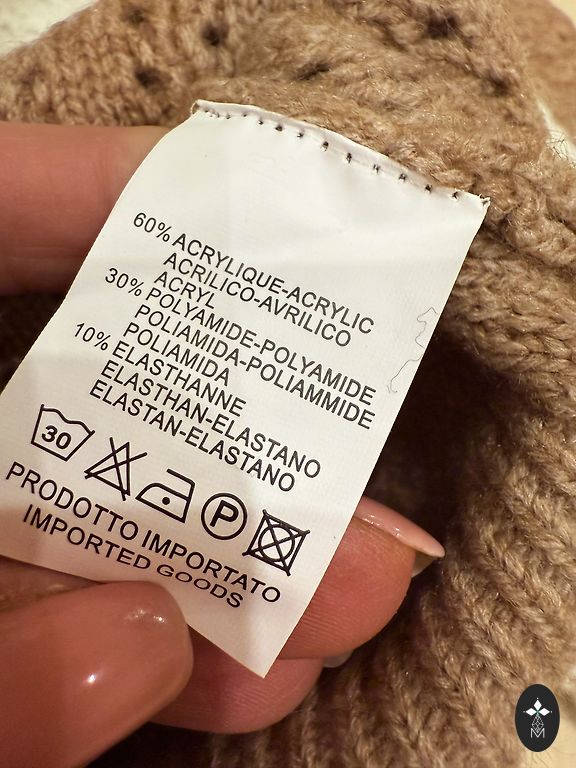 60% ACRYLIQUE-ACRYLIC
ACRILICO-AVRILICO
ACRYL
30% POLYAMIDE-POLYAMIDE
POLIAMIDA-POLIAMMIDE
POLIAMIDA
10% ELASTHANNE
ELASTHAN-ELASTANO
ELASTAN-ELASTANO
30 P
PRODOTTO IMPORTATO
IMPORTED GOODS
M